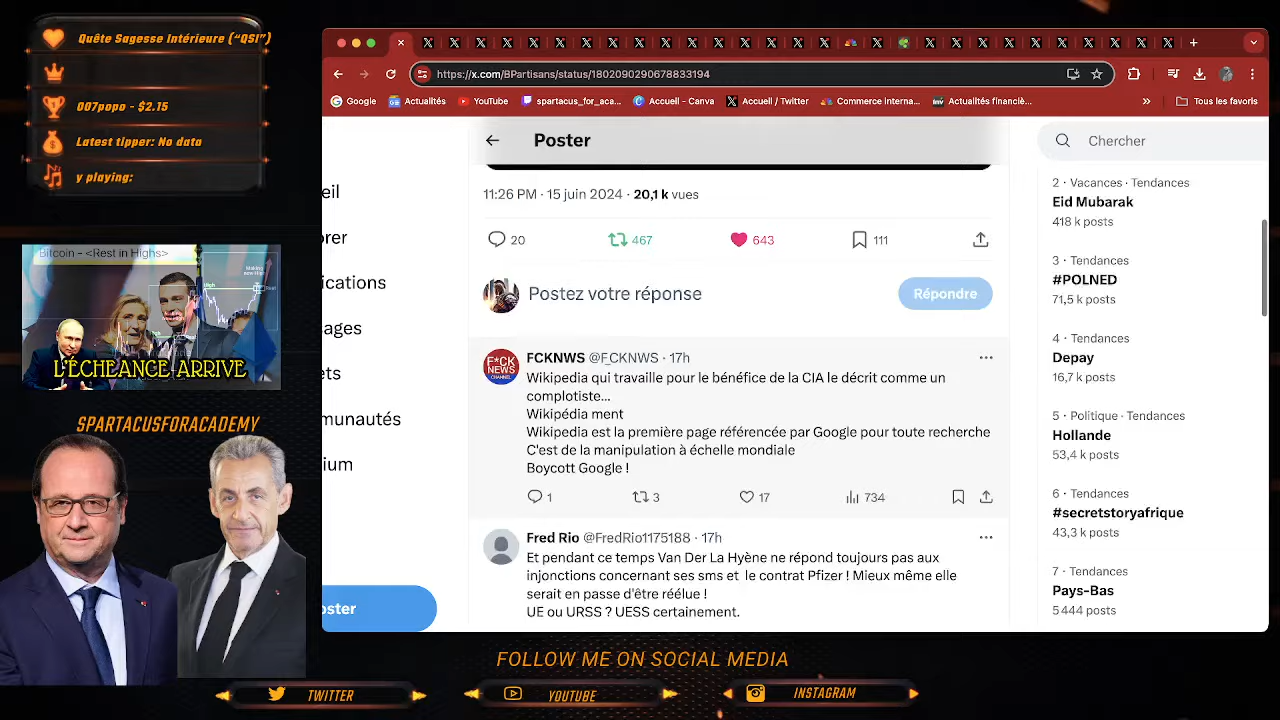 Quête Sagesse Intérieure ("QSI")
007popo - $2.15
Latest tipper: No data
y playing:
Bitcoin - <Rest in Highs>
L'ÉCHEANCE ARRIVE
SPARTACUSFORACADEMY
https://x.com/BPartisans/status/1802090290678833194
Google
Actualités
YouTube
spartacus_for_aca...
Accueil - Canva
Accueil / Twitter
Commerce interna...
Actualités financiè...
»
Tous les favoris
Poster
Chercher
11:26 PM · 15 juin 2024 · 20,1 k vues
20 467 643 111
Postez votre réponse
Répondre
FCKNWS @F_CKNWS · 17h
Wikipedia qui travaille pour le bénéfice de la CIA le décrit comme un
complotiste...
Wikipédia ment
Wikipedia est la première page référencée par Google pour toute recherche
C'est de la manipulation à échelle mondiale
Boycott Google !
1 3 17 734
Fred Rio @FredRio1175188 · 17h
Et pendant ce temps Van Der La Hyène ne répond toujours pas aux
injonctions concernant ses sms et le contrat Pfizer ! Mieux même elle
serait en passe d'être réélue !
UE ou URSS ? UESS certainement.
eil
orer
ications
ages
ets
munautés
ium
oster
F*CK
NEWS
CHANNEL
2 · Vacances · Tendances
Eid Mubarak
418 k posts
3 · Tendances
#POLNED
71,5 k posts
4 · Tendances
Depay
16,7 k posts
5 · Politique · Tendances
Hollande
53,4 k posts
6 · Tendances
#secretstoryafrique
43,3 k posts
7 · Tendances
Pays-Bas
5 444 posts
FOLLOW ME ON SOCIAL MEDIA
TWITTER
YOUTUBE
INSTAGRAM